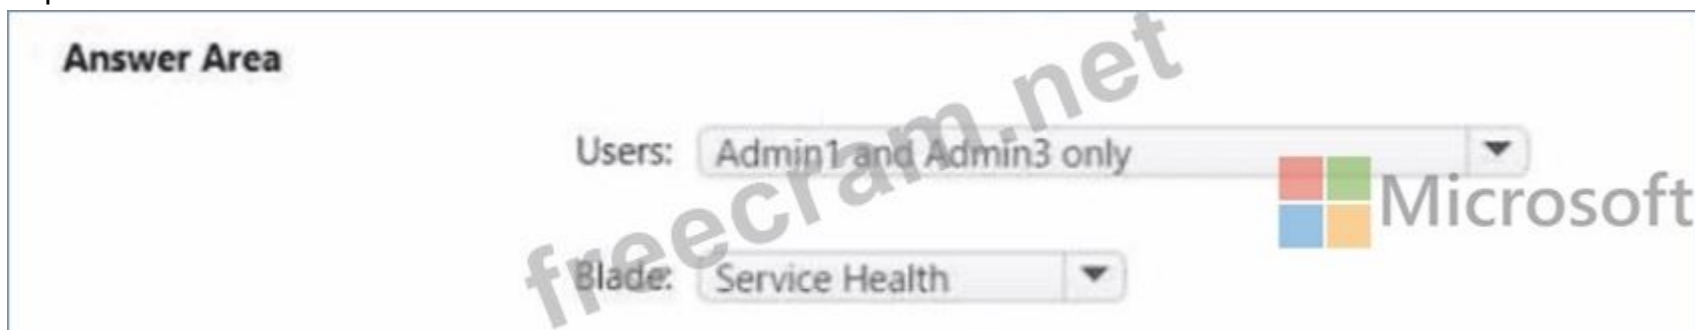 Answer Area
Users: Admin1 and Admin3 only
Microsoft
Blade: Service Health
freecram.net